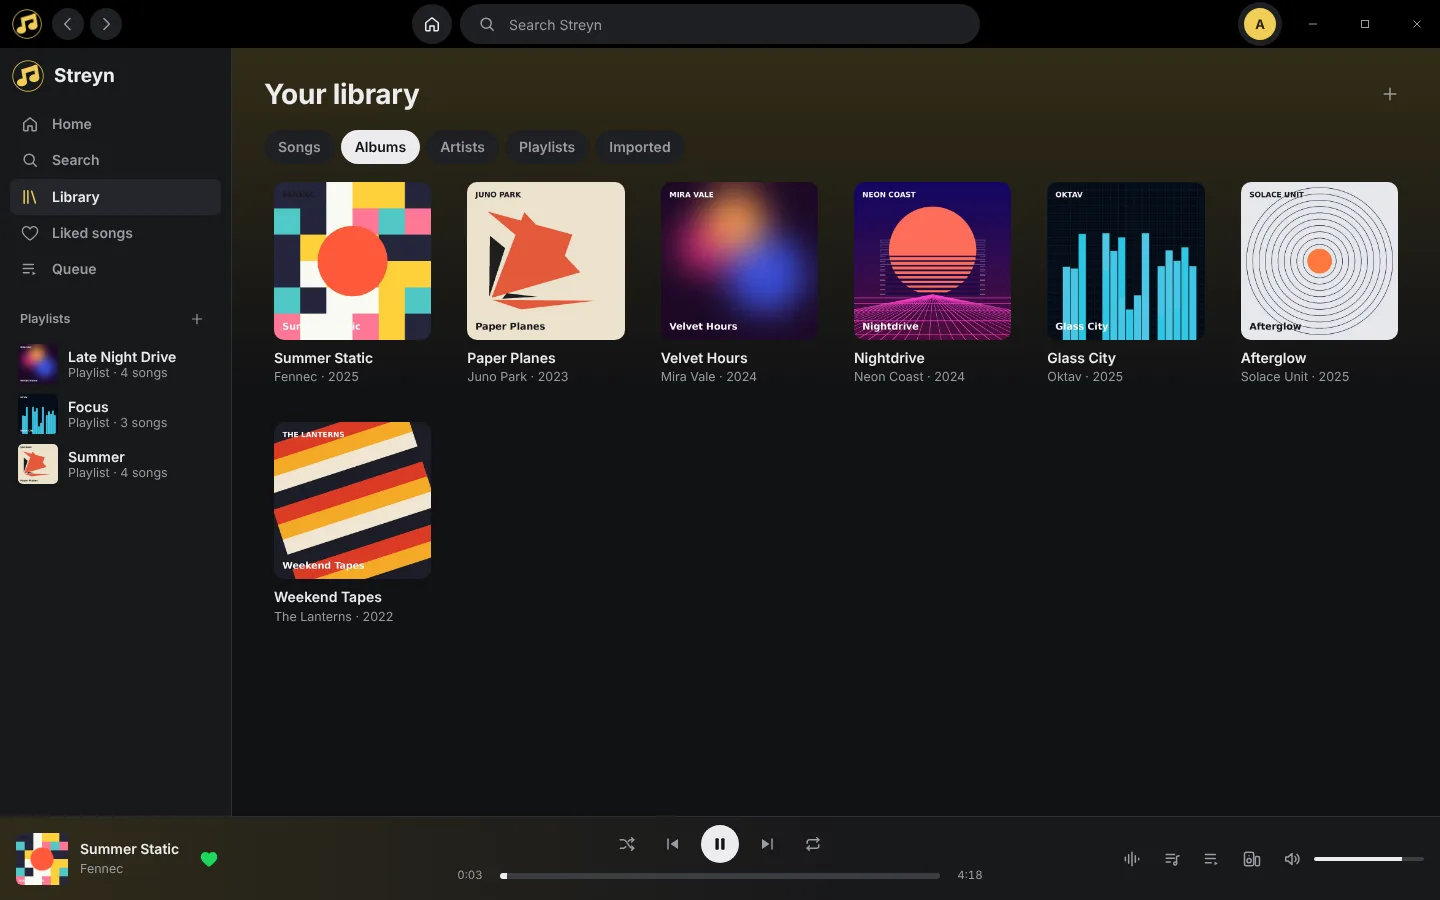 Search Streyn
A
Streyn
Home
Search
Library
Liked songs
Queue
Playlists
Late Night Drive
Playlist · 4 songs
Focus
Playlist · 3 songs
Summer
Playlist · 4 songs
Your library
Songs
Albums
Artists
Playlists
Imported
JUNO PARK
MIRA VALE
NEON COAST
OKTAV
SOLACE UNIT
Paper Planes
Velvet Hours
Nightdrive
Glass City
Afterglow
Summer Static
Fennec · 2025
Paper Planes
Juno Park · 2023
Velvet Hours
Mira Vale · 2024
Nightdrive
Neon Coast · 2024
Glass City
Oktav · 2025
Afterglow
Solace Unit · 2025
THE LANTERNS
Weekend Tapes
Weekend Tapes
The Lanterns · 2022
Summer Static
Fennec
0:03
4:18